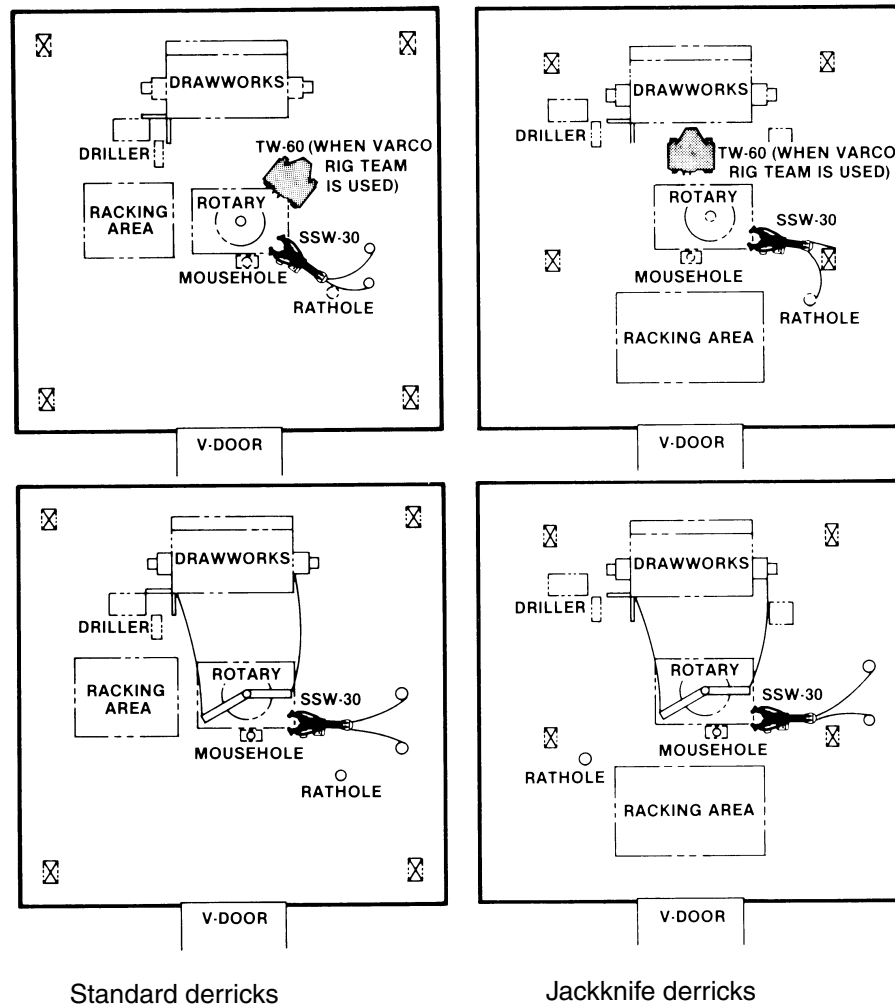 DRAWWORKS
DRILLER
TW-60 (WHEN VARCO
RIG TEAM
IS USED)
RACKING
AREA
ROTARY
SSW-30
MOUSEHOLE
RATHOLE
V-DOOR
DRAWWORKS
DRILLER
TW-60 (WHEN VARCO
RIG TEAM IS USED)
ROTARY
SSW-30
MOUSEHOLE
RATHOLE
RACKING AREA
V-DOOR
DRAWWORKS
DRILLER
RACKING
AREA
ROTARY
SSW-30
MOUSEHOLE
RATHOLE
V-DOOR
DRAWWORKS
DRILLER
ROTARY
SSW-30
MOUSEHOLE
RATHOLE
RACKING AREA
V-DOOR
Standard derricks
Jackknife derricks